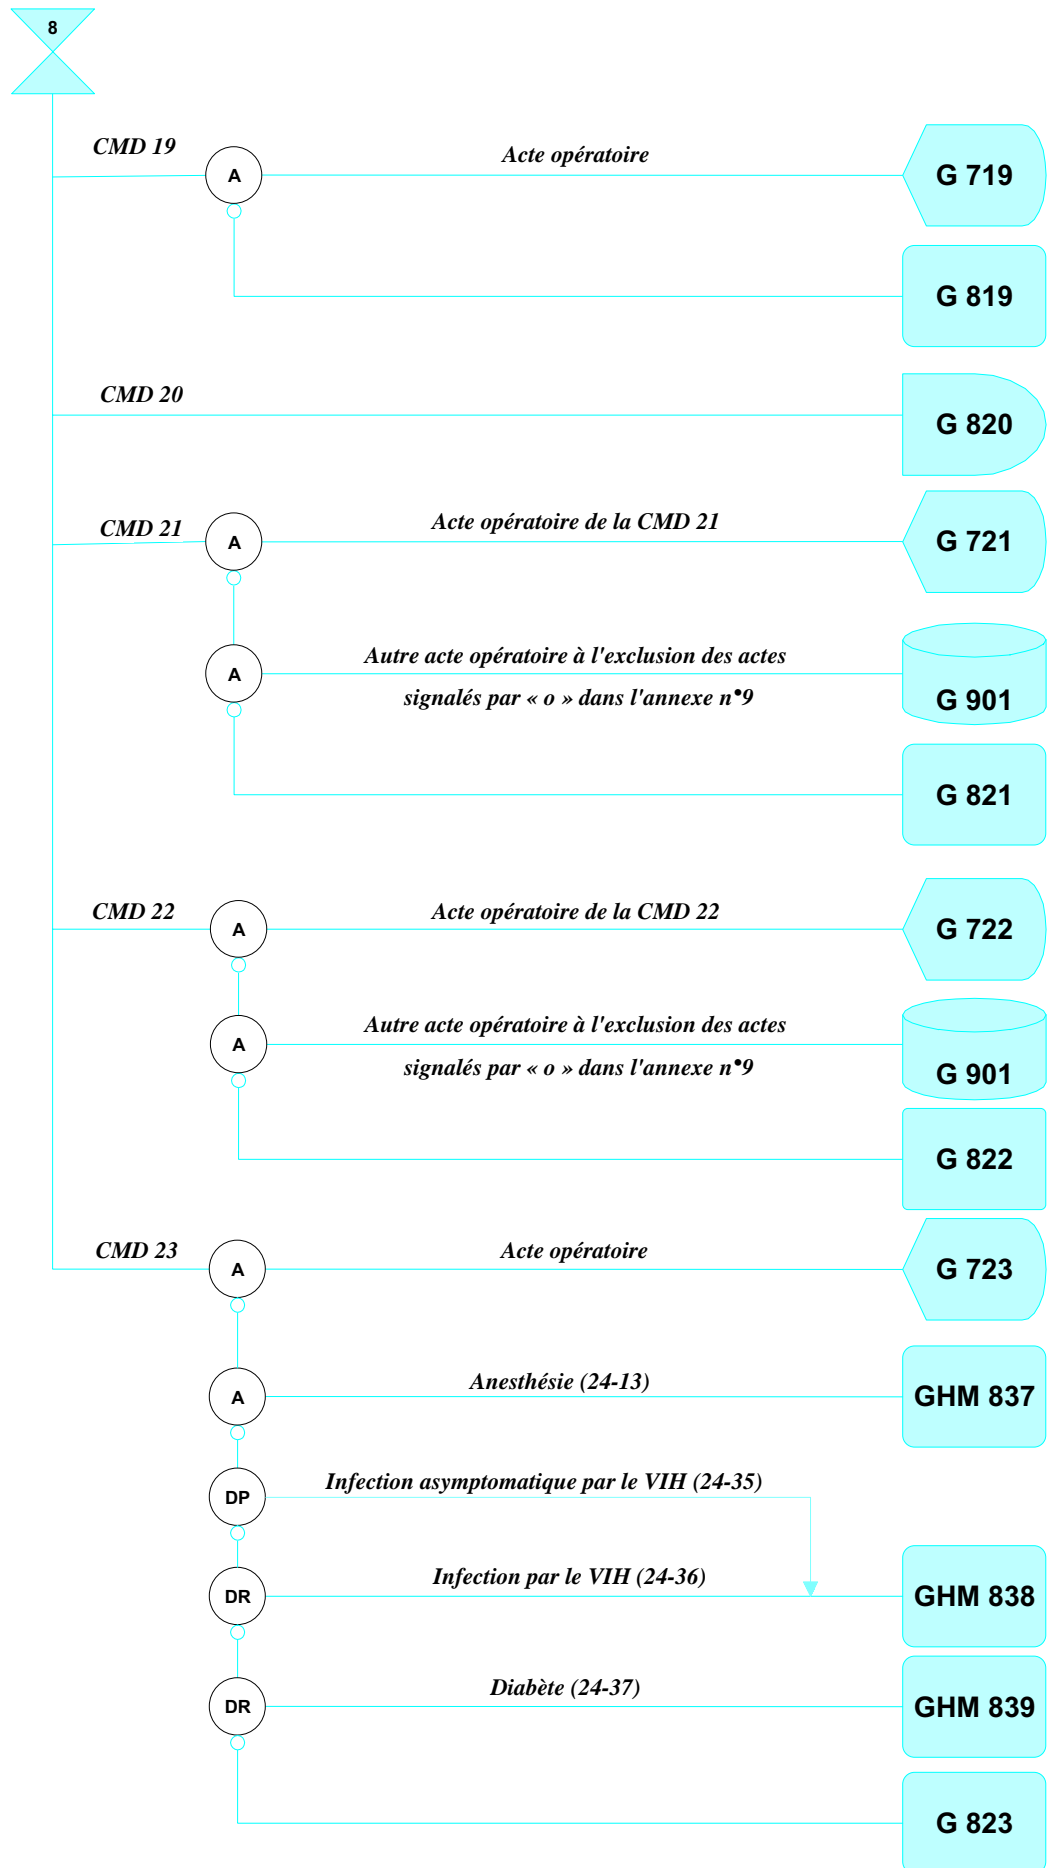 8
CMD 19
A
Acte opératoire
G 719
G 819
CMD 20
G 820
CMD 21
A
Acte opératoire de la CMD 21
G 721
A
Autre acte opératoire à l'exclusion des actes
signalés par « o » dans l'annexe n°9
G 901
G 821
CMD 22
A
Acte opératoire de la CMD 22
G 722
A
Autre acte opératoire à l'exclusion des actes
signalés par « o » dans l'annexe n°9
G 901
G 822
CMD 23
A
Acte opératoire
G 723
A
Anesthésie (24-13)
GHM 837
DP
Infection asymptomatique par le VIH (24-35)
DR
Infection par le VIH (24-36)
GHM 838
DR
Diabète (24-37)
GHM 839
G 823